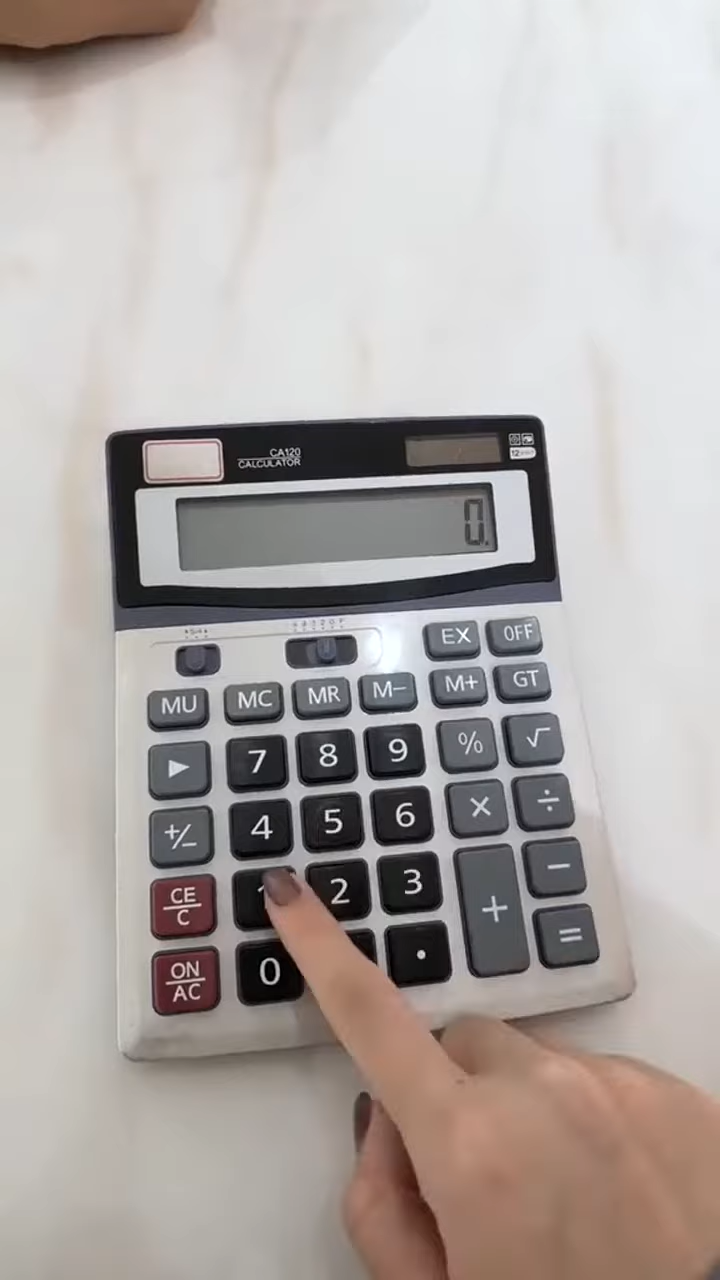 CA120
CALCULATOR
12
0.
EX OFF
MU MC MR M− M+ GT
▶ 7 8 9 % √
+/− 4 5 6 × ÷
CE/C 2 3 + −
ON/AC 0 . =